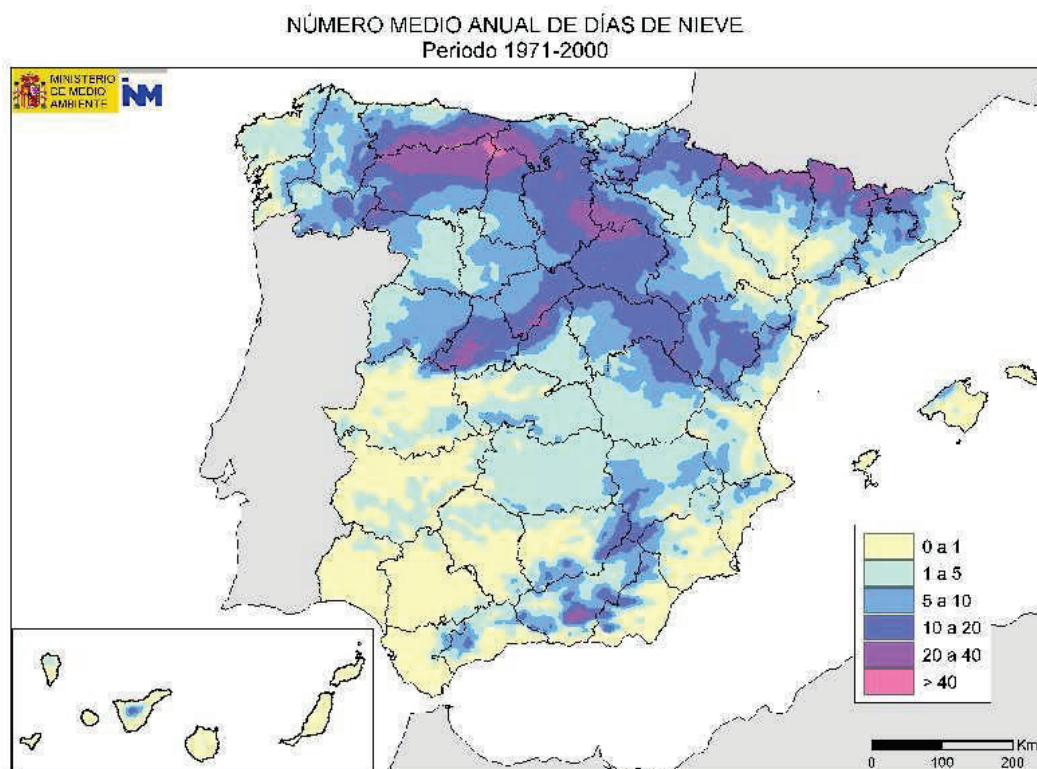 NÚMERO MEDIO ANUAL DE DÍAS DE NIEVE
Periodo 1971-2000
MINISTERIO
DE MEDIO
AMBIENTE
INM
0 a 1
1 a 5
5 a 10
10 a 20
20 a 40
> 40
Km
0 100 200